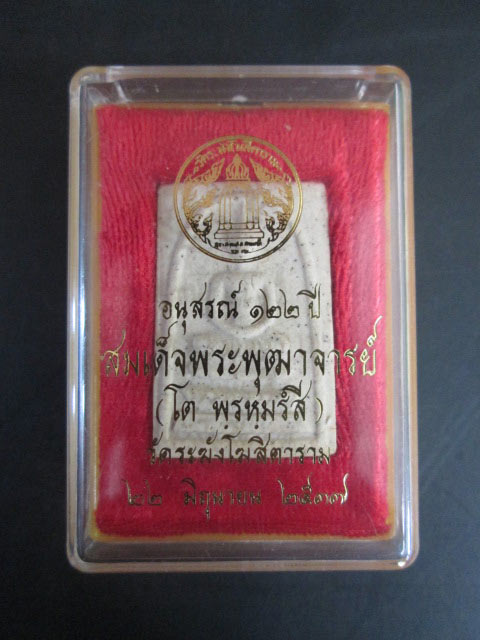 อนุสรณ์ ๑๒๒ ปี
สมเด็จพระพุฒาจารย์
(โต พรหมรังสี)
วัดระฆังโฆสิตาราม
๒๒ มิถุนายน ๒๕๓๗